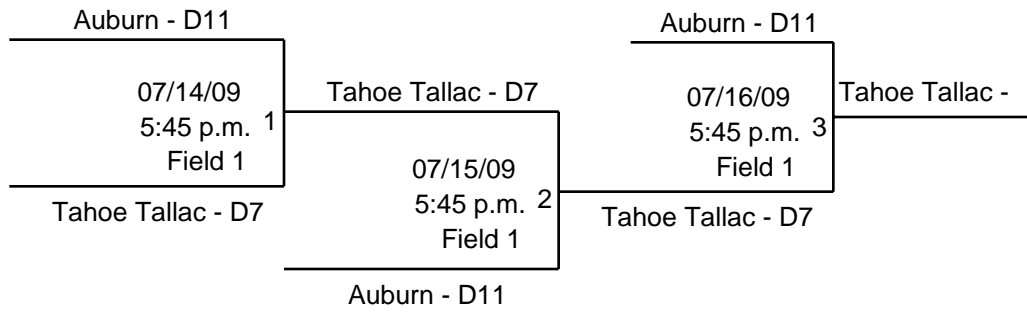 Auburn - D11
07/14/09
5:45 p.m. 1
Field 1
Tahoe Tallac - D7
Tahoe Tallac - D7
07/15/09
5:45 p.m. 2
Field 1
Auburn - D11
Auburn - D11
07/16/09
5:45 p.m. 3
Field 1
Tahoe Tallac - D7
Tahoe Tallac -